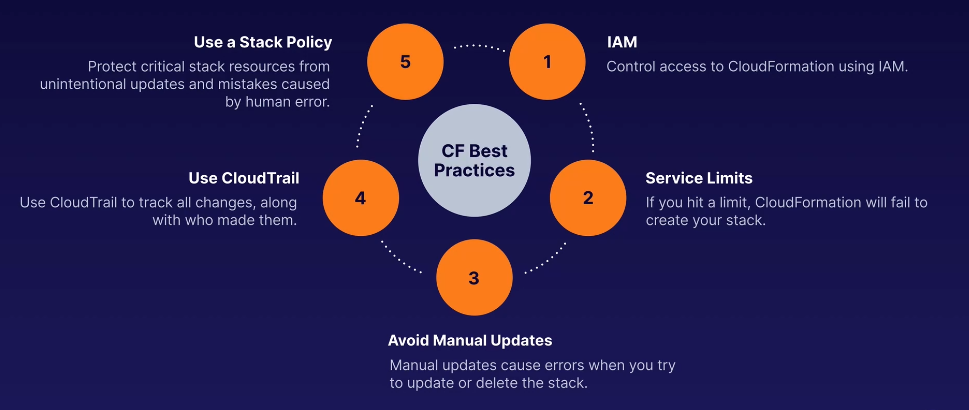 CF Best
Practices
1
IAM
Control access to CloudFormation using IAM.
2
Service Limits
If you hit a limit, CloudFormation will fail to
create your stack.
3
Avoid Manual Updates
Manual updates cause errors when you try
to update or delete the stack.
4
Use CloudTrail
Use CloudTrail to track all changes, along
with who made them.
5
Use a Stack Policy
Protect critical stack resources from
unintentional updates and mistakes caused
by human error.